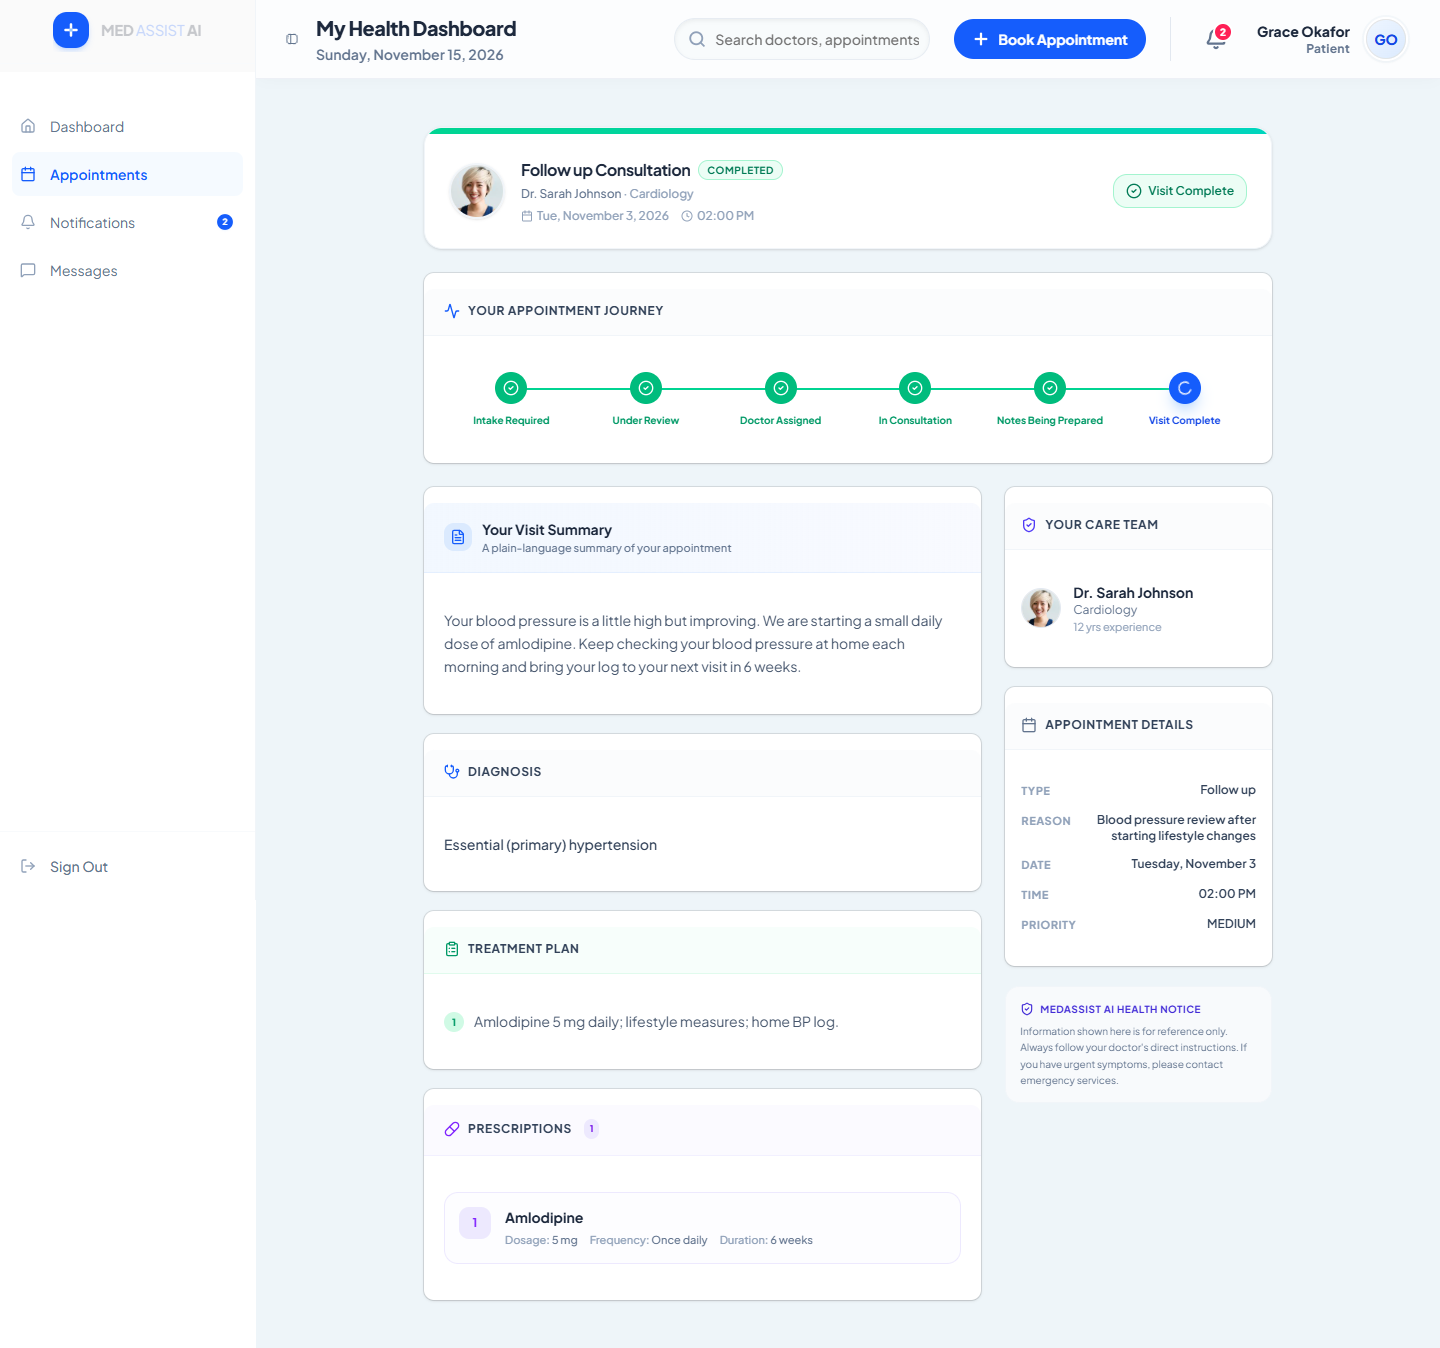 MED ASSIST AI
Dashboard
Appointments
Notifications 2
Messages
Sign Out
My Health Dashboard
Sunday, November 15, 2026
Search doctors, appointments
Book Appointment
2
Grace Okafor
Patient
GO
Follow up Consultation COMPLETED
Dr. Sarah Johnson · Cardiology
Tue, November 3, 2026 02:00 PM
Visit Complete
YOUR APPOINTMENT JOURNEY
Intake Required Under Review Doctor Assigned In Consultation Notes Being Prepared Visit Complete
Your Visit Summary
A plain-language summary of your appointment
Your blood pressure is a little high but improving. We are starting a small daily
dose of amlodipine. Keep checking your blood pressure at home each
morning and bring your log to your next visit in 6 weeks.
DIAGNOSIS
Essential (primary) hypertension
TREATMENT PLAN
1 Amlodipine 5 mg daily; lifestyle measures; home BP log.
PRESCRIPTIONS 1
1 Amlodipine
Dosage: 5 mg Frequency: Once daily Duration: 6 weeks
YOUR CARE TEAM
Dr. Sarah Johnson
Cardiology
12 yrs experience
APPOINTMENT DETAILS
TYPE Follow up
REASON Blood pressure review after
starting lifestyle changes
DATE Tuesday, November 3
TIME 02:00 PM
PRIORITY MEDIUM
MEDASSIST AI HEALTH NOTICE
Information shown here is for reference only.
Always follow your doctor's direct instructions. If
you have urgent symptoms, please contact
emergency services.